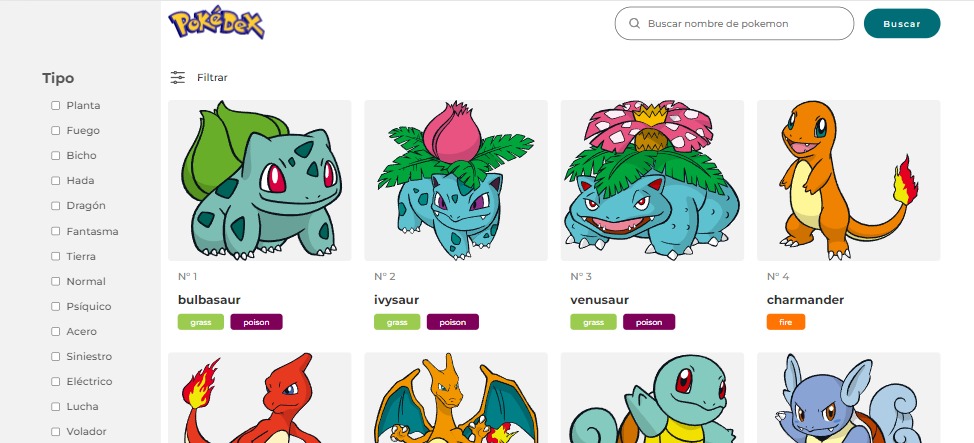 PokéDex
Buscar nombre de pokemon
Buscar
Tipo
Planta
Fuego
Bicho
Hada
Dragón
Fantasma
Tierra
Normal
Psíquico
Acero
Siniestro
Eléctrico
Lucha
Volador
Filtrar
N° 1
bulbasaur
grass poison
N° 2
ivysaur
grass poison
N° 3
venusaur
grass poison
N° 4
charmander
fire